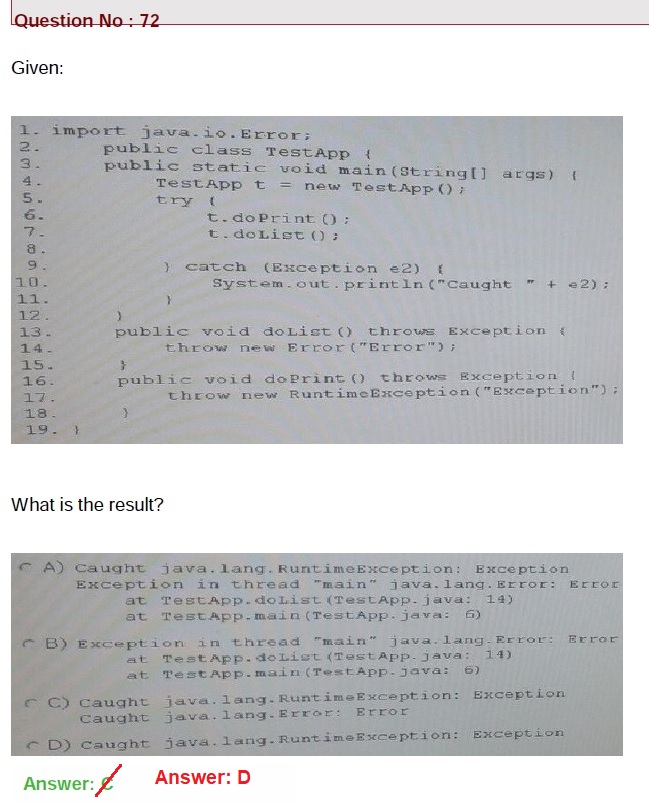 Question No : 72
Given:
1. import java.io.Error;
2. public class TestApp {
3. public static void main(String[] args) {
4. TestApp t = new TestApp();
5. try {
6. t.doPrint();
7. t.doList();
8.
9. } catch (Exception e2) {
10. System.out.println("Caught " + e2);
11. }
12. }
13. public void doList() throws Exception {
14. throw new Error("Error");
15. }
16. public void doPrint() throws Exception {
17. throw new RuntimeException("Exception");
18. }
19. }
What is the result?
A) Caught java.lang.RuntimeException: Exception
Exception in thread "main" java.lang.Error: Error
at TestApp.doList(TestApp.java: 14)
at TestApp.main(TestApp.java: 6)
B) Exception in thread "main" java.lang.Error: Error
at TestApp.doList(TestApp.java: 14)
at TestApp.main(TestApp.java: 6)
C) Caught java.lang.RuntimeException: Exception
Caught java.lang.Error: Error
D) Caught java.lang.RuntimeException: Exception
Answer: C Answer: D